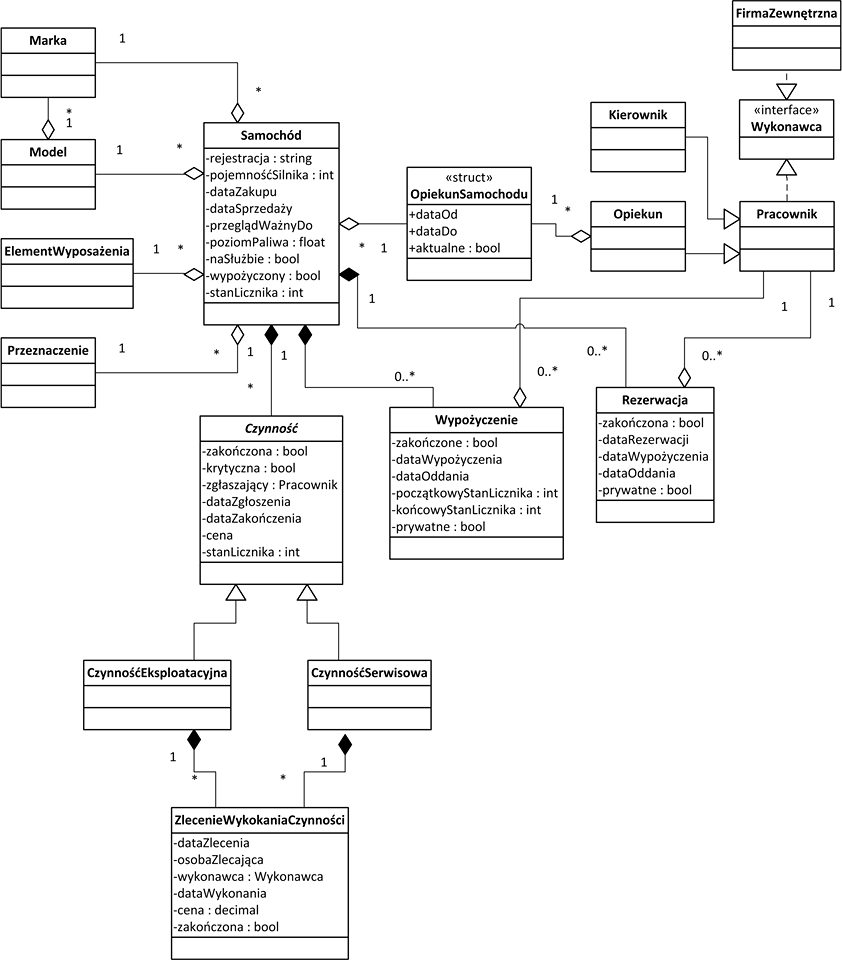 FirmaZewnętrzna
Marka
1
*
«interface»
Wykonawca
Kierownik
*
1
Model
1
*
Samochód
-rejestracja : string
-pojemnośćSilnika : int
-dataZakupu
-dataSprzedaży
-przeglądWażnyDo
-poziomPaliwa : float
-naSłużbie : bool
-wypożyczony : bool
-stanLicznika : int
«struct»
OpiekunSamochodu
+dataOd
+dataDo
+aktualne : bool
1
*
Opiekun
Pracownik
ElementWyposażenia
1
*
*
1
1
1
1
Przeznaczenie
1
*
1
1
*
0..*
0..*
0..*
0..*
Czynność
-zakończona : bool
-krytyczna : bool
-zgłaszający : Pracownik
-dataZgłoszenia
-dataZakończenia
-cena
-stanLicznika : int
Wypożyczenie
-zakończone : bool
-dataWypożyczenia
-dataOddania
-początkowyStanLicznika : int
-końcowyStanLicznika : int
-prywatne : bool
Rezerwacja
-zakończona : bool
-dataRezerwacji
-dataWypożyczenia
-dataOddania
-prywatne : bool
CzynnośćEksploatacyjna
CzynnośćSerwisowa
1
*
1
*
ZlecenieWykokaniaCzynności
-dataZlecenia
-osobaZlecająca
-wykonawca : Wykonawca
-dataWykonania
-cena : decimal
-zakończona : bool